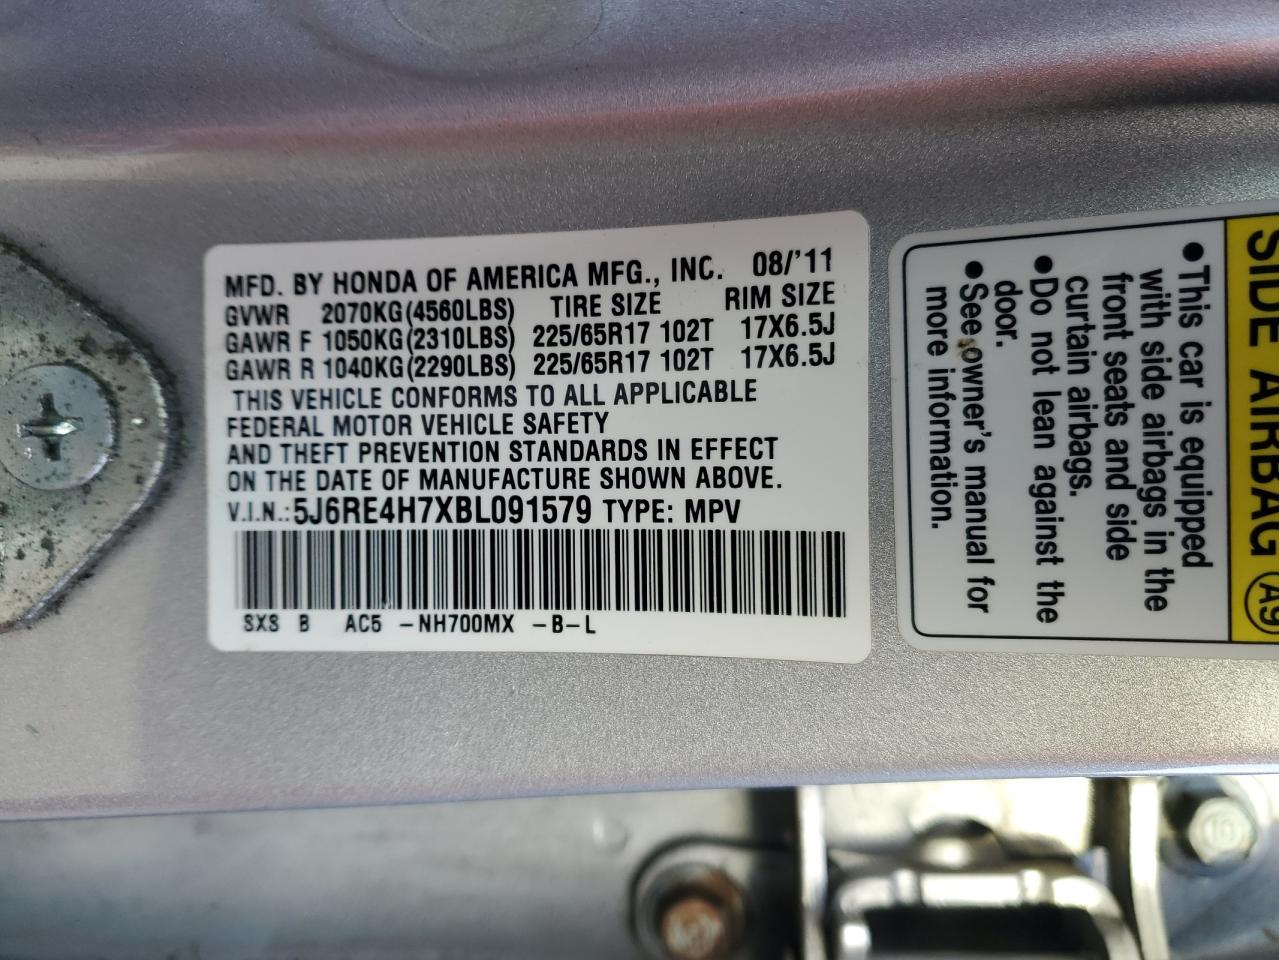 MFD. BY HONDA OF AMERICA MFG., INC. 08/'11
GVWR 2070KG(4560LBS) TIRE SIZE RIM SIZE
GAWR F 1050KG(2310LBS) 225/65R17 102T 17X6.5J
GAWR R 1040KG(2290LBS) 225/65R17 102T 17X6.5J
THIS VEHICLE CONFORMS TO ALL APPLICABLE
FEDERAL MOTOR VEHICLE SAFETY
AND THEFT PREVENTION STANDARDS IN EFFECT
ON THE DATE OF MANUFACTURE SHOWN ABOVE.
V.I.N.: 5J6RE4H7XBL091579 TYPE: MPV
SXS B AC5 -NH700MX -B-L
SIDE AIRBAG A9
•This car is equipped
with side airbags in the
front seats and side
curtain airbags.
•Do not lean against the
door.
•See owner's manual for
more information.
10